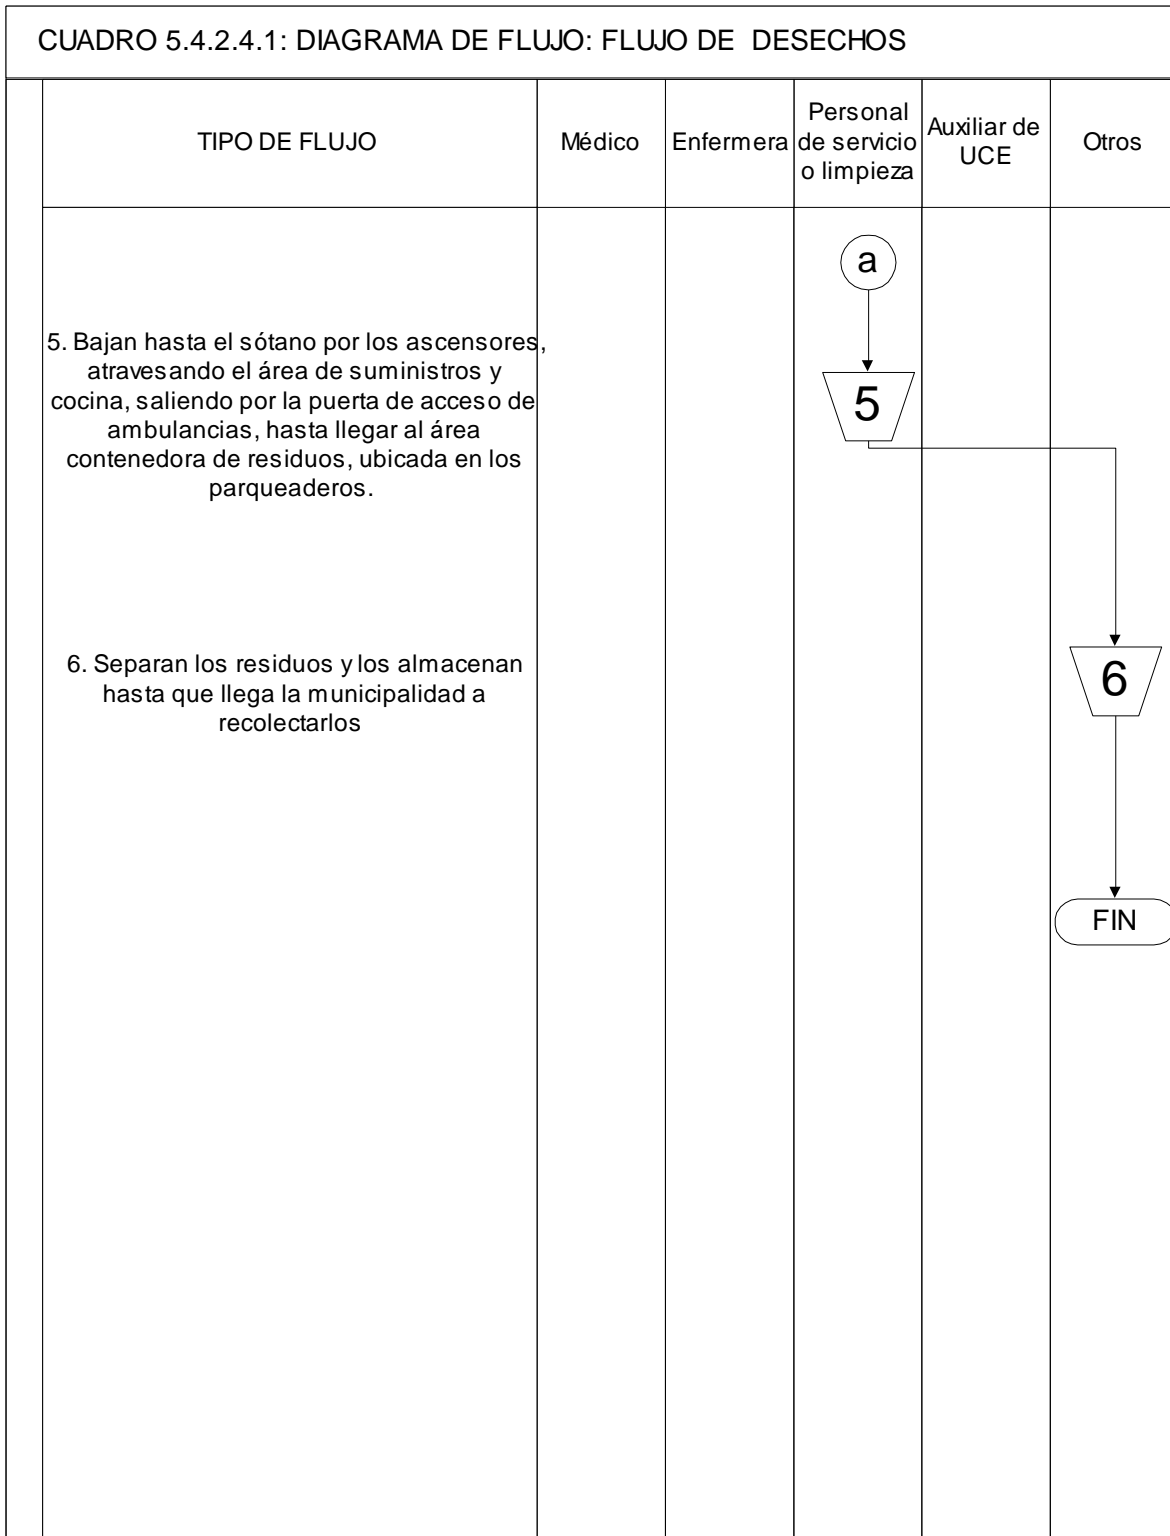 CUADRO 5.4.2.4.1: DIAGRAMA DE FLUJO: FLUJO DE DESECHOS
TIPO DE FLUJO
Médico
Enfermera
Personal
de servicio
o limpieza
Auxiliar de
UCE
Otros
a
5. Bajan hasta el sótano por los ascensores,
atravesando el área de suministros y
cocina, saliendo por la puerta de acceso de
ambulancias, hasta llegar al área
contenedora de residuos, ubicada en los
parqueaderos.
5
6. Separan los residuos y los almacenan
hasta que llega la municipalidad a
recolectarlos
6
FIN